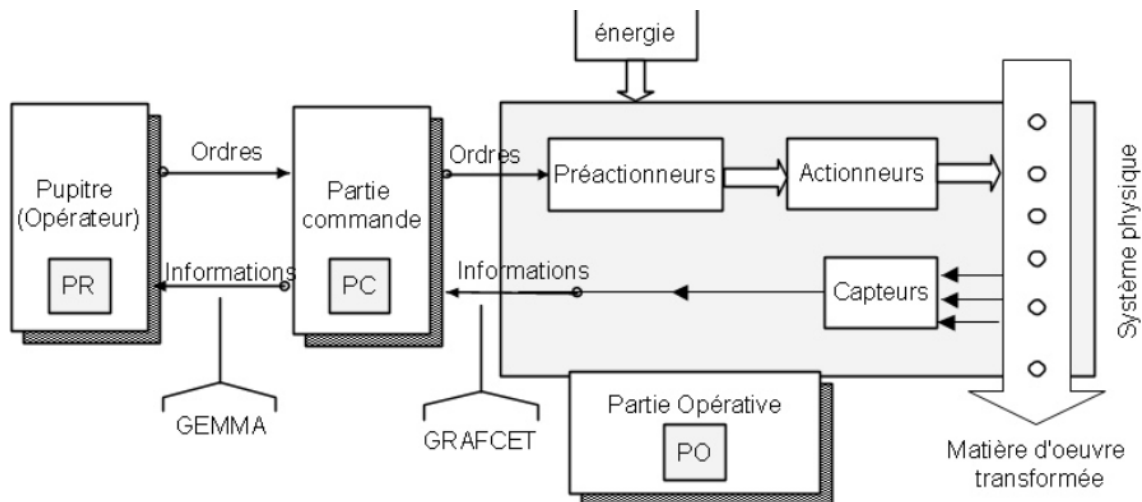 énergie
Ordres
Ordres
Pupitre
(Opérateur)
PR
Partie
commande
PC
Préactionneurs
Actionneurs
Informations
Informations
Capteurs
Système physique
GEMMA
GRAFCET
Partie Opérative
PO
Matière d'oeuvre
transformée